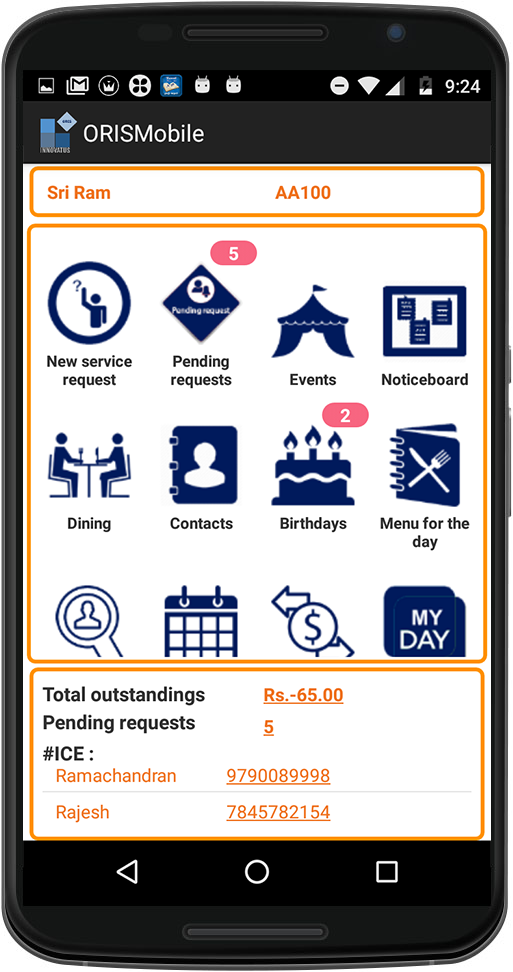 9:24
ORIS
INNOVATUS
ORISMobile
Sri Ram AA100
5
?
Pending request
New service
request
Pending
requests
Events
Noticeboard
2
Dining
Contacts
Birthdays
Menu for the
day
$
MY
DAY
Total outstandings Rs.-65.00
Pending requests 5
#ICE :
Ramachandran 9790089998
Rajesh 7845782154